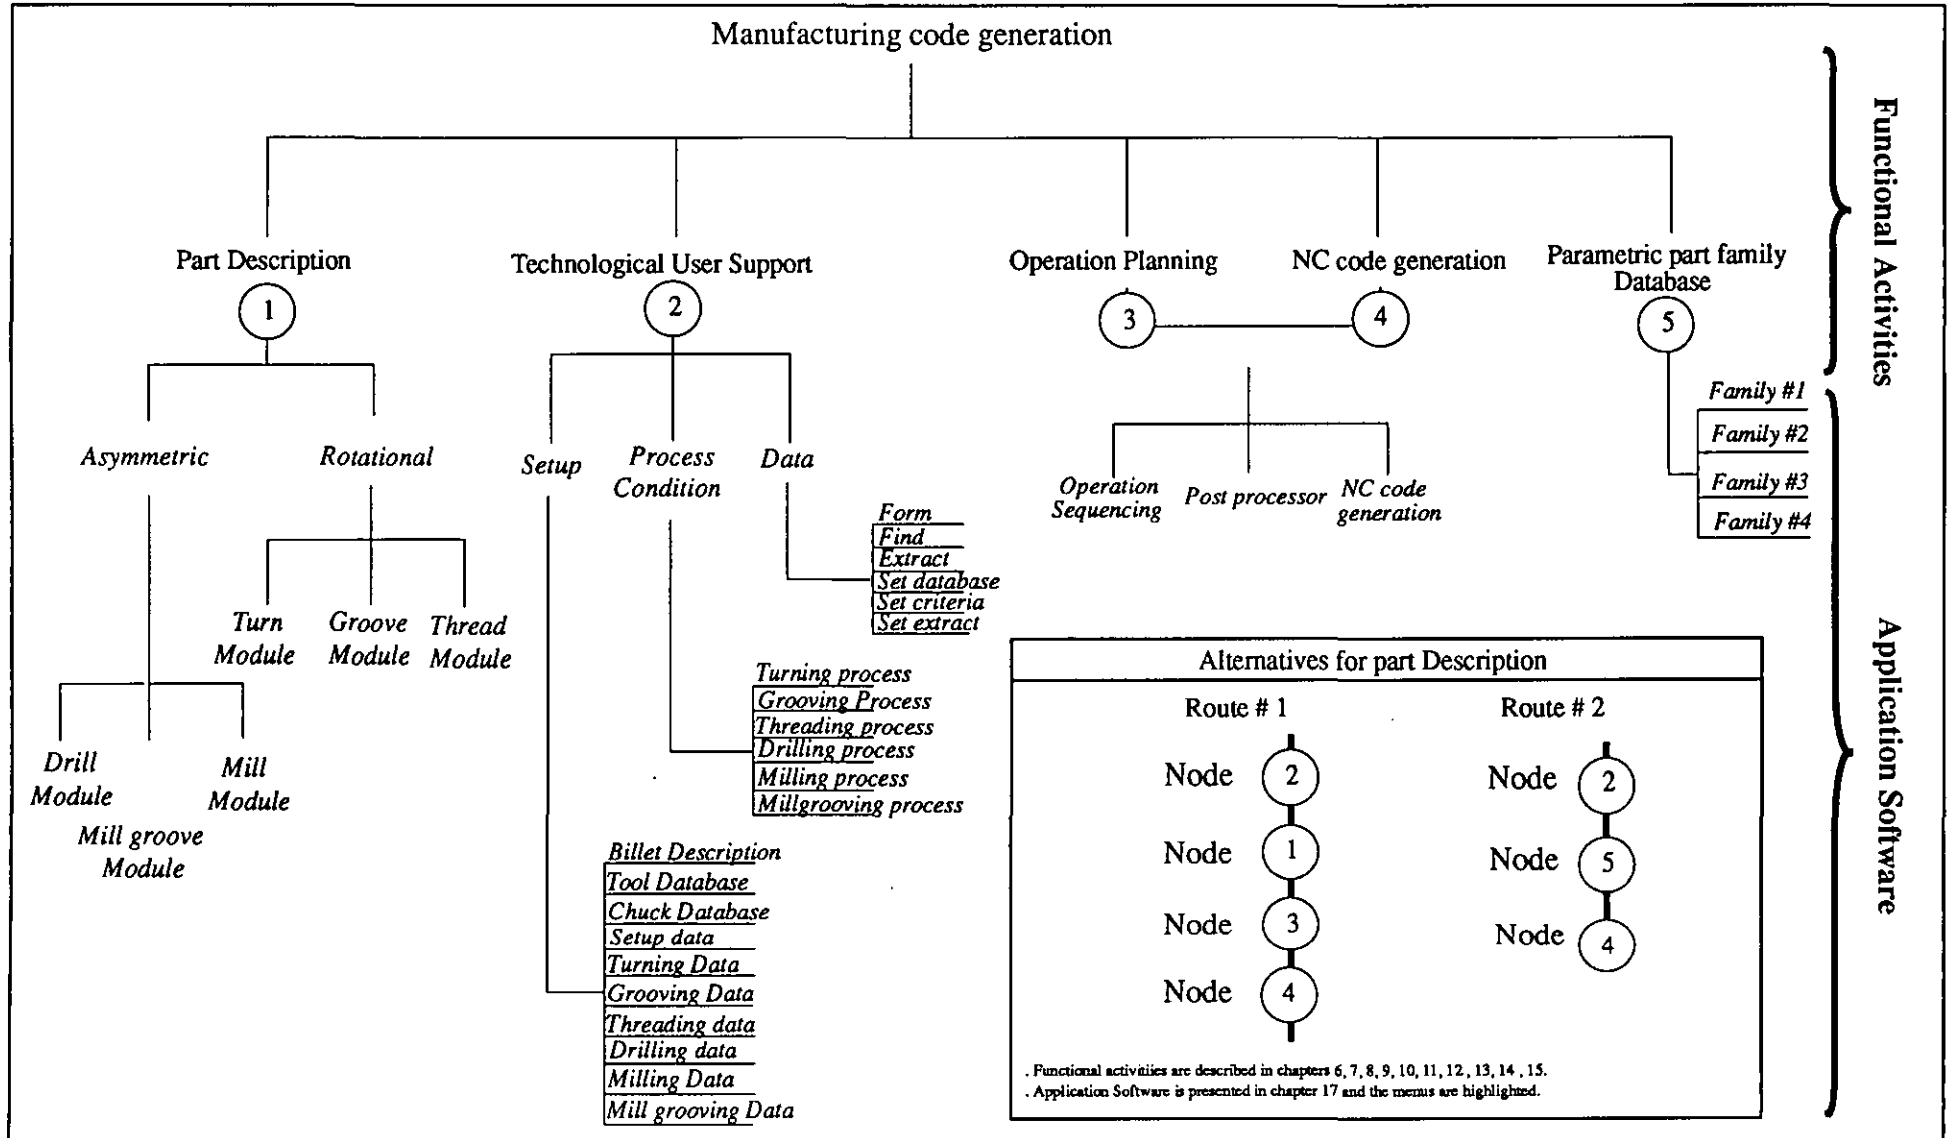 Manufacturing code generation
Functional Activities
Part Description
1
Technological User Support
2
Operation Planning
3
NC code generation
4
Parametric part family
Database
5
Asymmetric
Rotational
Setup
Process
Condition
Data
Operation
Sequencing
Post processor
NC code
generation
Family #1
Family #2
Family #3
Family #4
Form
Find
Extract
Set database
Set criteria
Set extract
Turn
Module
Groove
Module
Thread
Module
Drill
Module
Mill groove
Module
Mill
Module
Turning process
Grooving Process
Threading process
Drilling process
Milling process
Millgrooving process
Billet Description
Tool Database
Chuck Database
Setup data
Turning Data
Grooving Data
Threading data
Drilling data
Milling Data
Mill grooving Data
Application Software
Alternatives for part Description
Route # 1
Node 2
Node 1
Node 3
Node 4
Route # 2
Node 2
Node 5
Node 4
. Functional activitiies are described in chapters 6, 7, 8, 9, 10, 11, 12 , 13, 14 , 15.
. Application Software is presented in chapter 17 and the menus are highlighted.